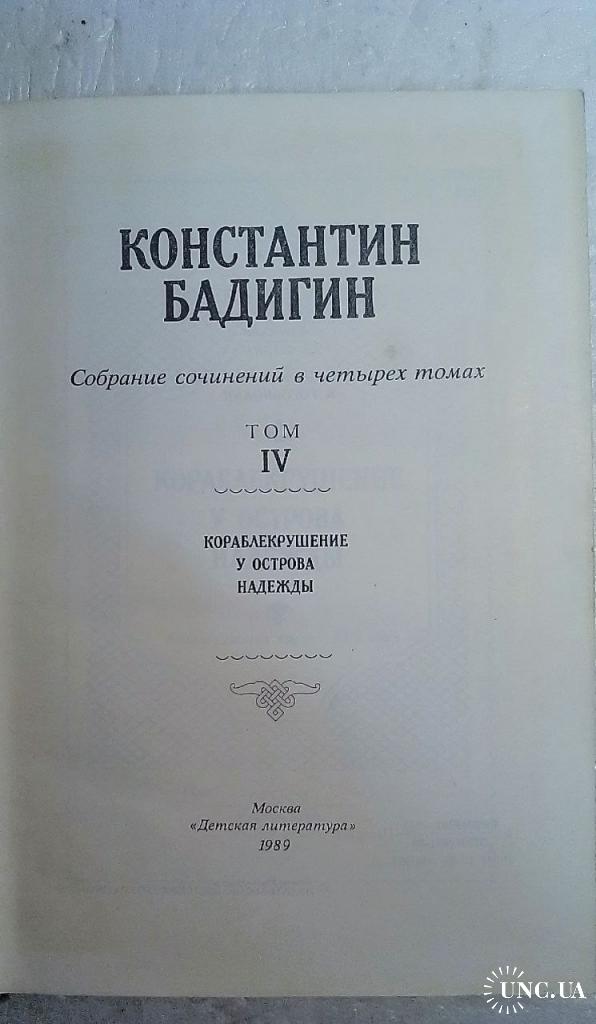 КОНСТАНТИН
БАДИГИН
Собрание сочинений в четырех томах
ТОМ
IV
КОРАБЛЕКРУШЕНИЕ
У ОСТРОВА
НАДЕЖДЫ
Москва
«Детская литература»
1989
UNC.UA